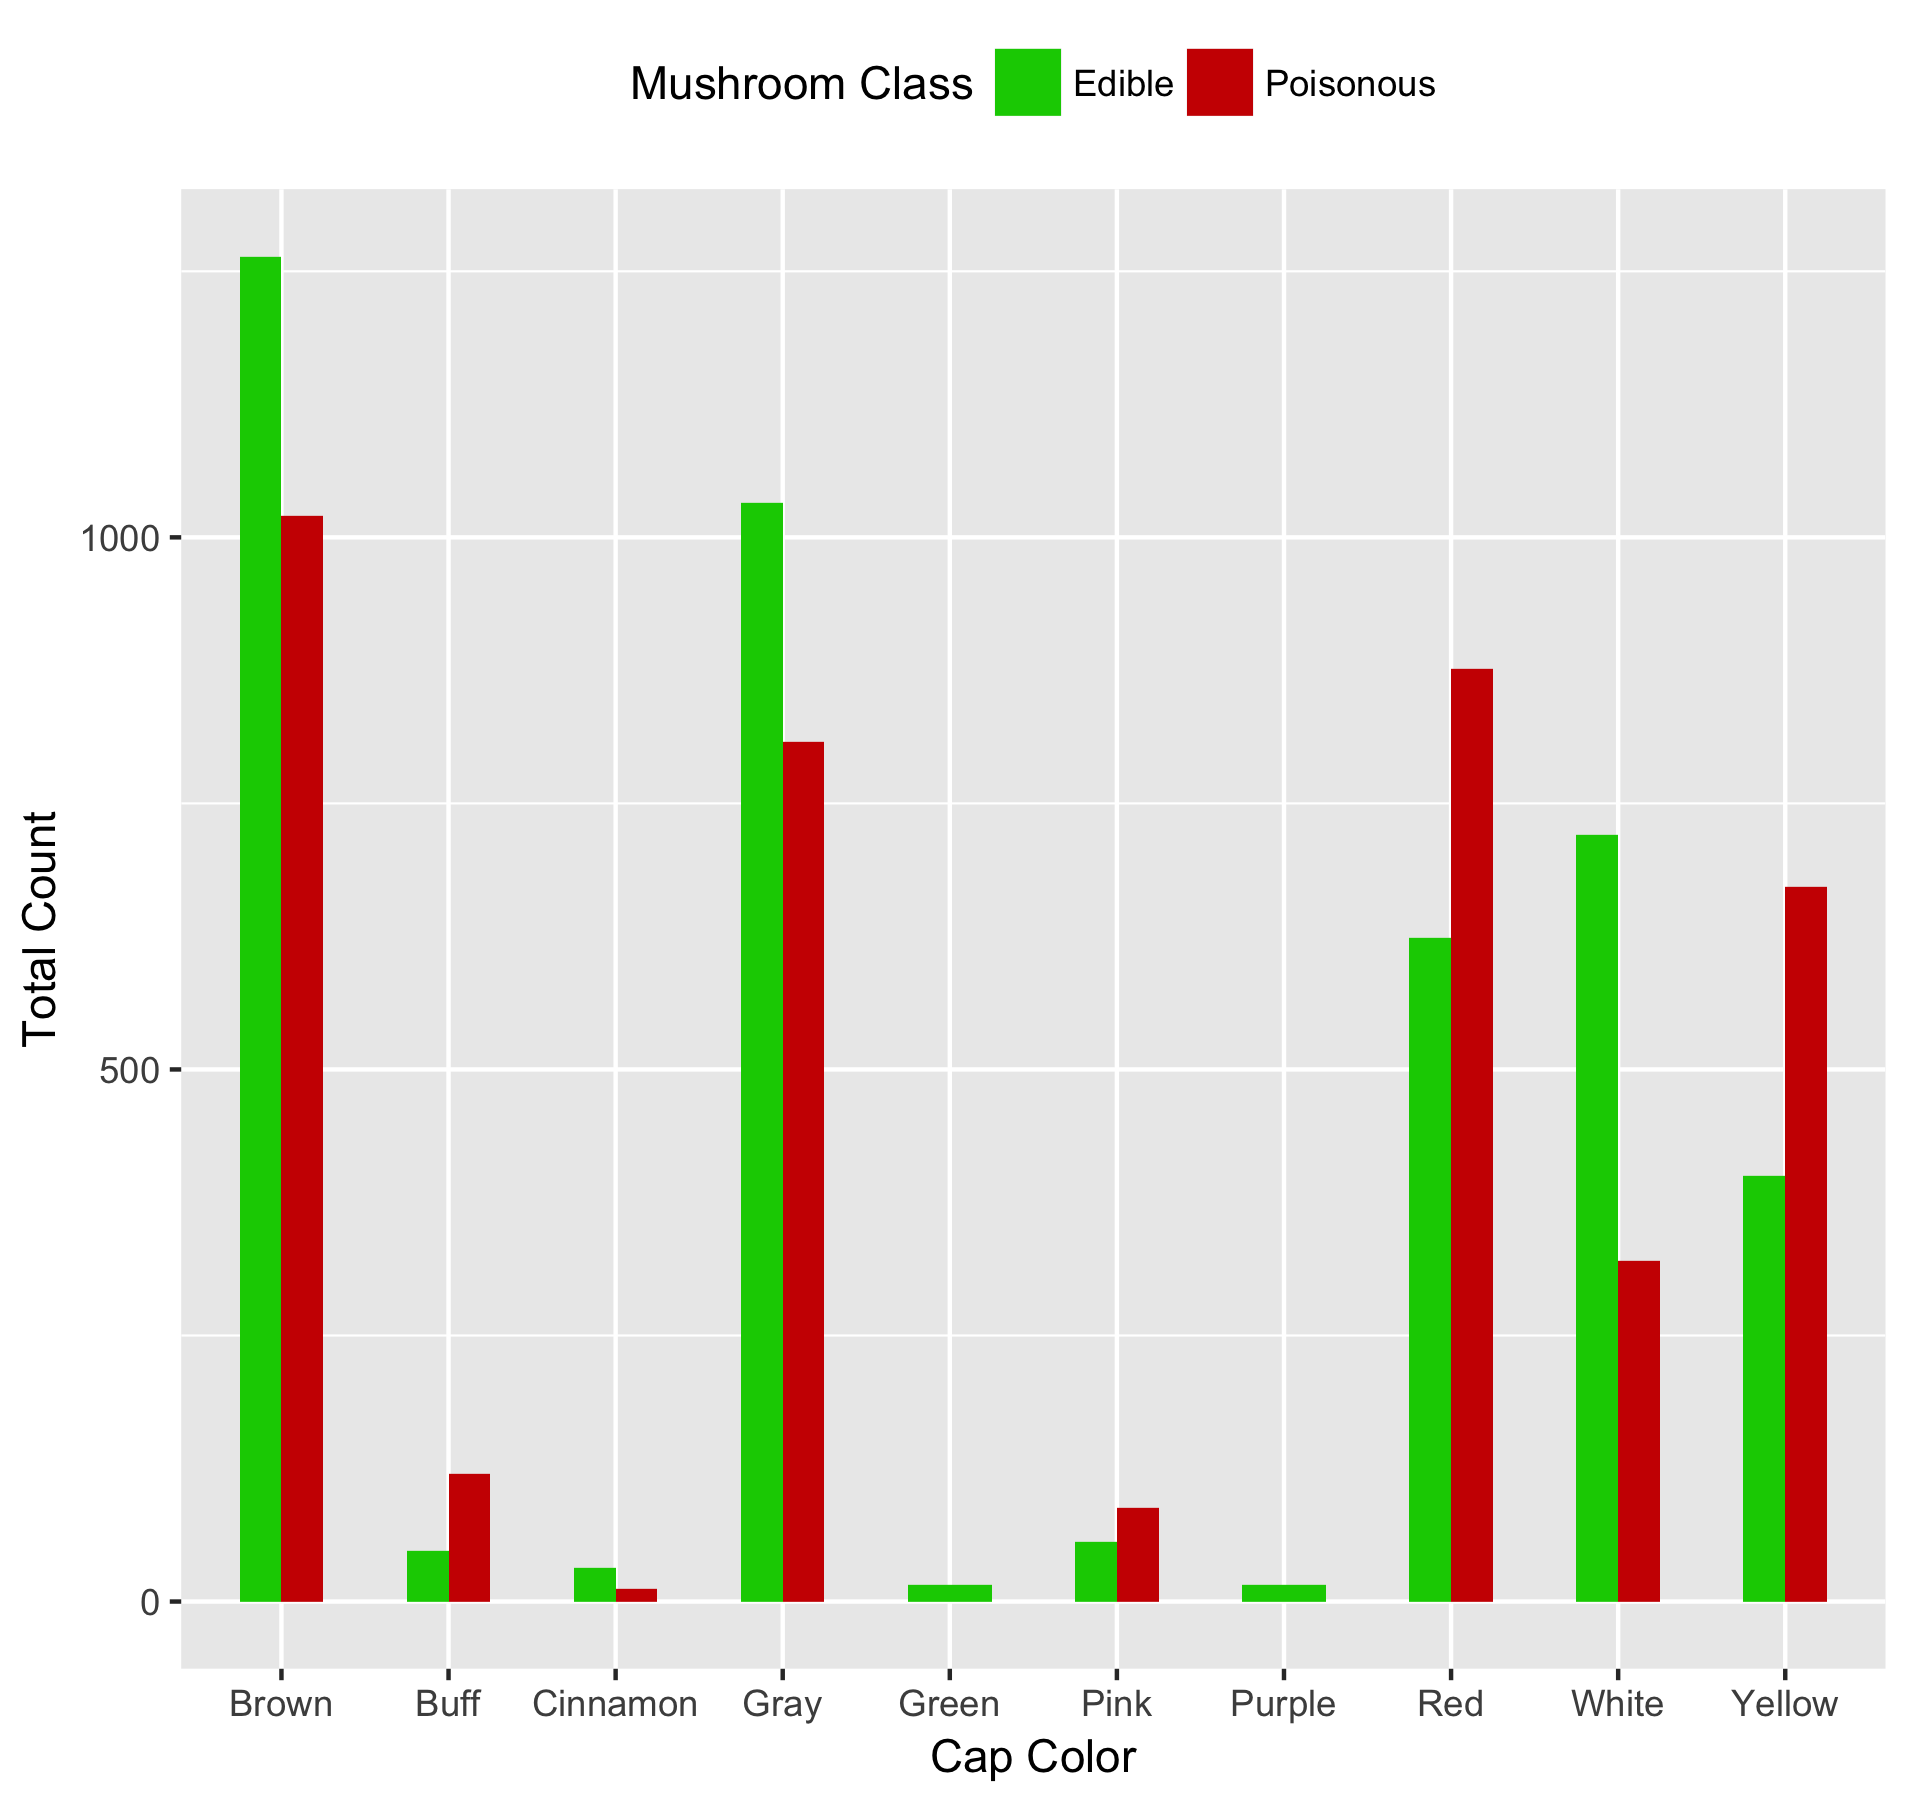 Mushroom Class Edible Poisonous
Total Count
1000
500
0
Brown Buff Cinnamon Gray Green Pink Purple Red White Yellow
Cap Color